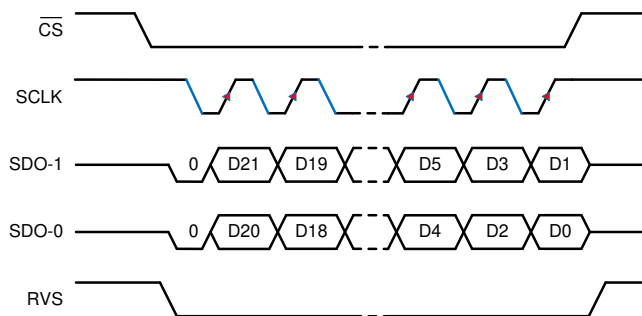 CS
SCLK
SDO-1 0 D21 D19 D5 D3 D1
SDO-0 0 D20 D18 D4 D2 D0
RVS